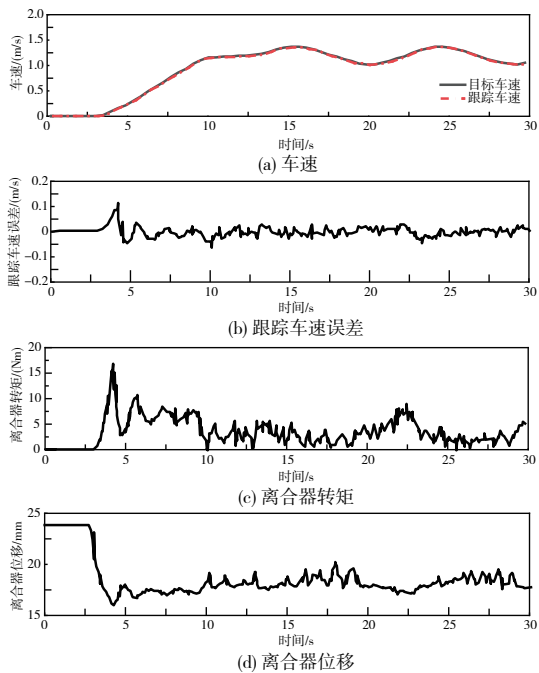 2.0
1.5
1.0
0.5
0
车速/(m/s)
目标车速
跟踪车速
0 5 10 15 20 25 30
时间/s
(a) 车速
0.2
0.1
0
-0.1
-0.2
跟踪车速误差/(m/s)
0 5 10 15 20 25 30
时间/s
(b) 跟踪车速误差
20
15
10
5
0
离合器转矩/(Nm)
0 5 10 15 20 25 30
时间/s
(c) 离合器转矩
25
20
15
离合器位移/mm
0 5 10 15 20 25 30
时间/s
(d) 离合器位移